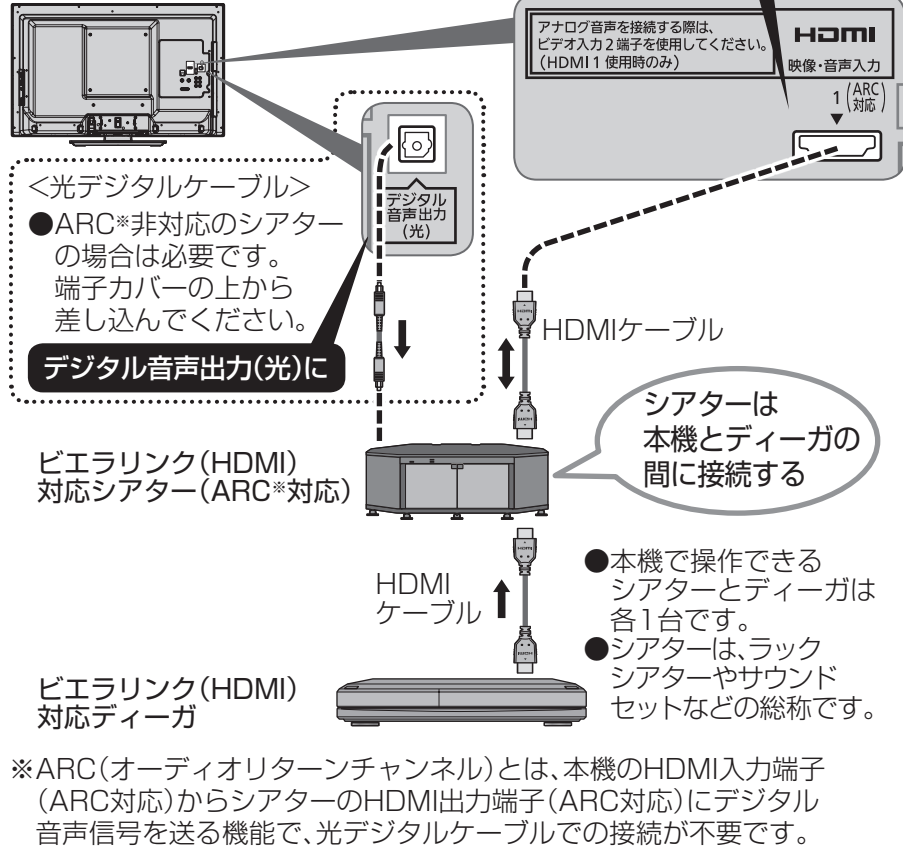 アナログ音声を接続する際は、
ビデオ入力2端子を使用してください。
(HDMI 1 使用時のみ)
HDMI
映像・音声入力
1(ARC対応)
デジタル
音声出力
(光)
<光デジタルケーブル>
●ARC※非対応のシアター
の場合は必要です。
端子カバーの上から
差し込んでください。
デジタル音声出力(光)に
HDMIケーブル
シアターは
本機とディーガの
間に接続する
ビエラリンク(HDMI)
対応シアター(ARC※対応)
HDMI
ケーブル
●本機で操作できる
シアターとディーガは
各1台です。
●シアターは、ラック
シアターやサウンド
セットなどの総称です。
ビエラリンク(HDMI)
対応ディーガ
※ARC(オーディオリターンチャンネル)とは、本機のHDMI入力端子
(ARC対応)からシアターのHDMI出力端子(ARC対応)にデジタル
音声信号を送る機能で、光デジタルケーブルでの接続が不要です。